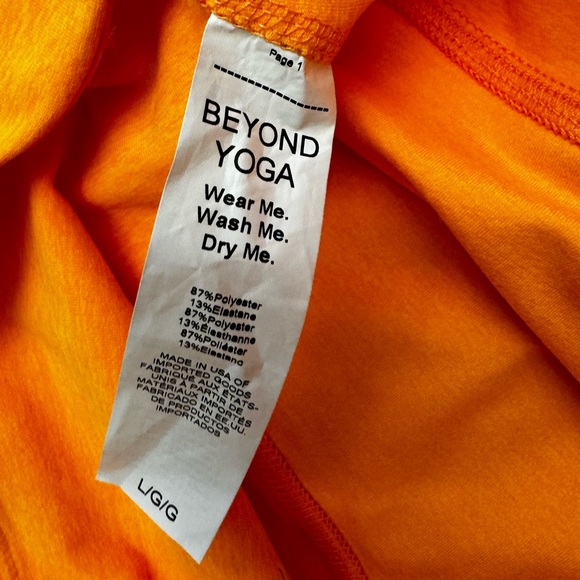 Page 1
BEYOND
YOGA
Wear Me.
Wash Me.
Dry Me.
87%Polyester
13%Elastane
87%Polyester
13%Élasthanne
87%Poliéster
13%Elastano
MADE IN USA OF
IMPORTED GOODS
FABRIQUÉ AUX ÉTATS-
UNIS À PARTIR DE
MATÉRIAUX IMPORTÉS
FABRICADO EN EE.UU.
DE PRODUCTOS
IMPORTADOS
L/G/G